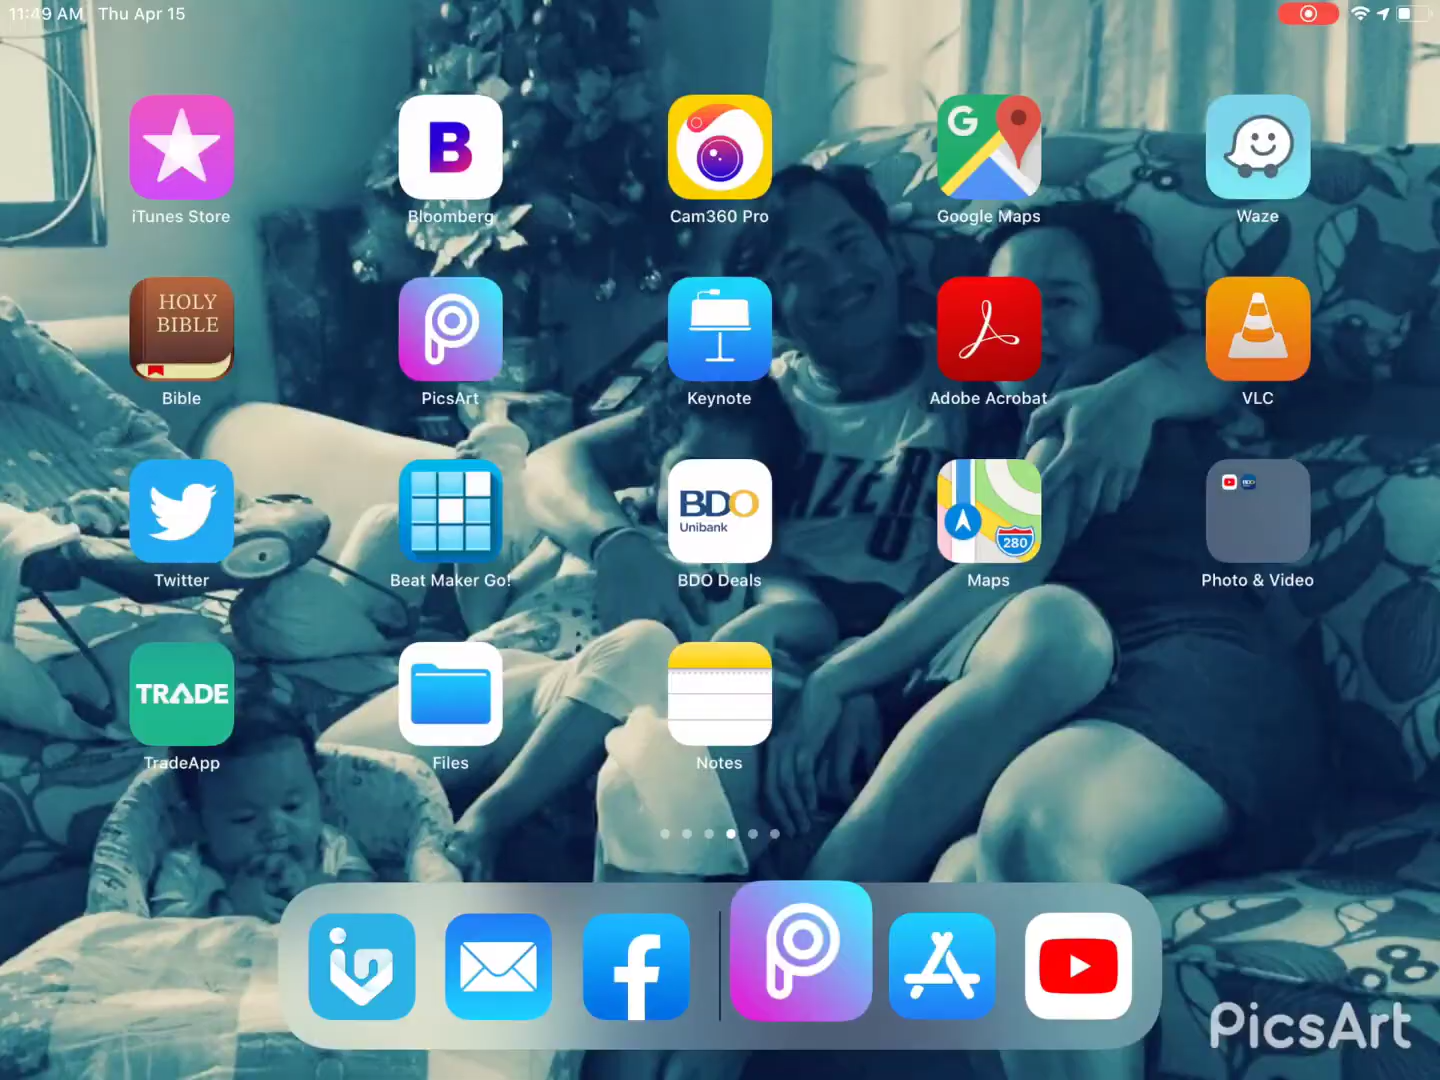 11:49 AM Thu Apr 15
iTunes Store
B
Bloomberg
Cam360 Pro
G
Google Maps
Waze
HOLY
BIBLE
Bible
PicsArt
Keynote
Adobe Acrobat
VLC
Twitter
Beat Maker Go!
BDO
Unibank
BDO Deals
280
Maps
BDO
Photo & Video
TRADE
TradeApp
Files
Notes
PicsArt